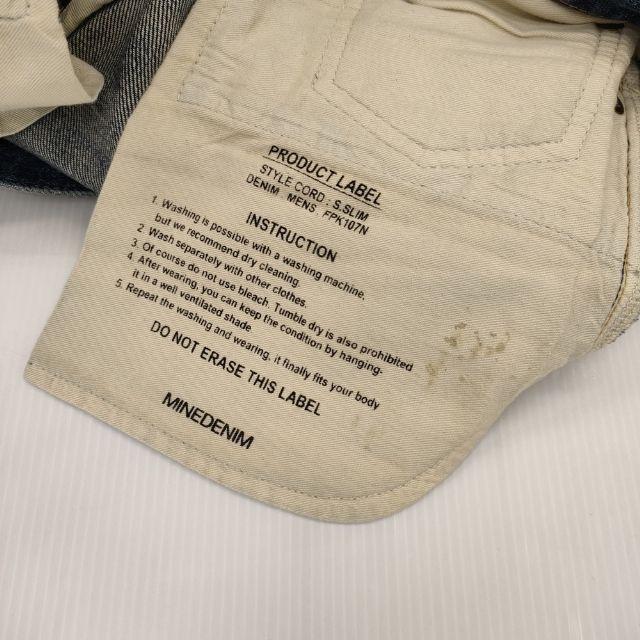 PRODUCT LABEL
STYLE CORD : S.SLIM
DENIM . MENS . FPK107N
INSTRUCTION
1. Washing is possible with a washing machine,
but we recommend dry cleaning.
2. Wash separately with other clothes.
3. Of course do not use bleach. Tumble dry is also prohibited
4. After wearing, you can keep the condition by hanging-
it in a well ventilated shade.
5. Repeat the washing and wearing, it finally fits your body
DO NOT ERASE THIS LABEL
MINEDENIM